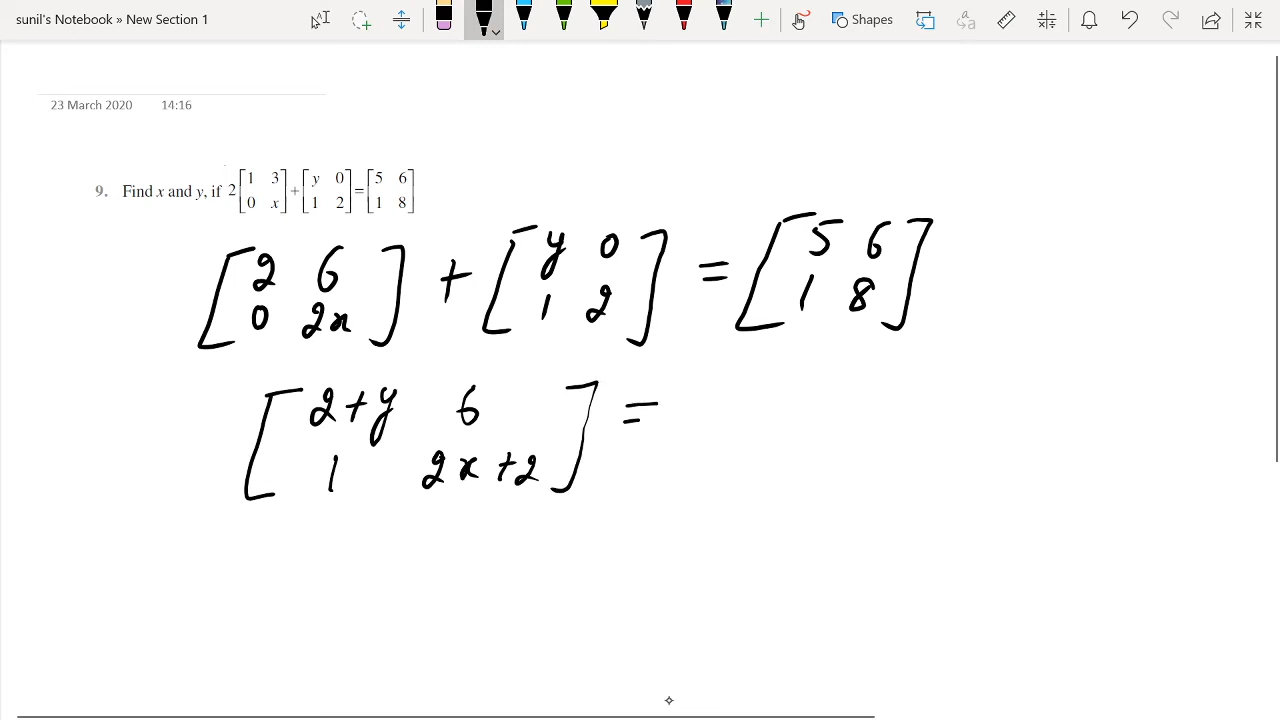 sunil's Notebook » New Section 1
Shapes
23 March 2020 14:16
9. Find x and y, if 2[1 3; 0 x] + [y 0; 1 2] = [5 6; 1 8]
[2 6; 0 2x] + [y 0; 1 2] = [5 6; 1 8]
[2+y 6; 1 2x+2] =